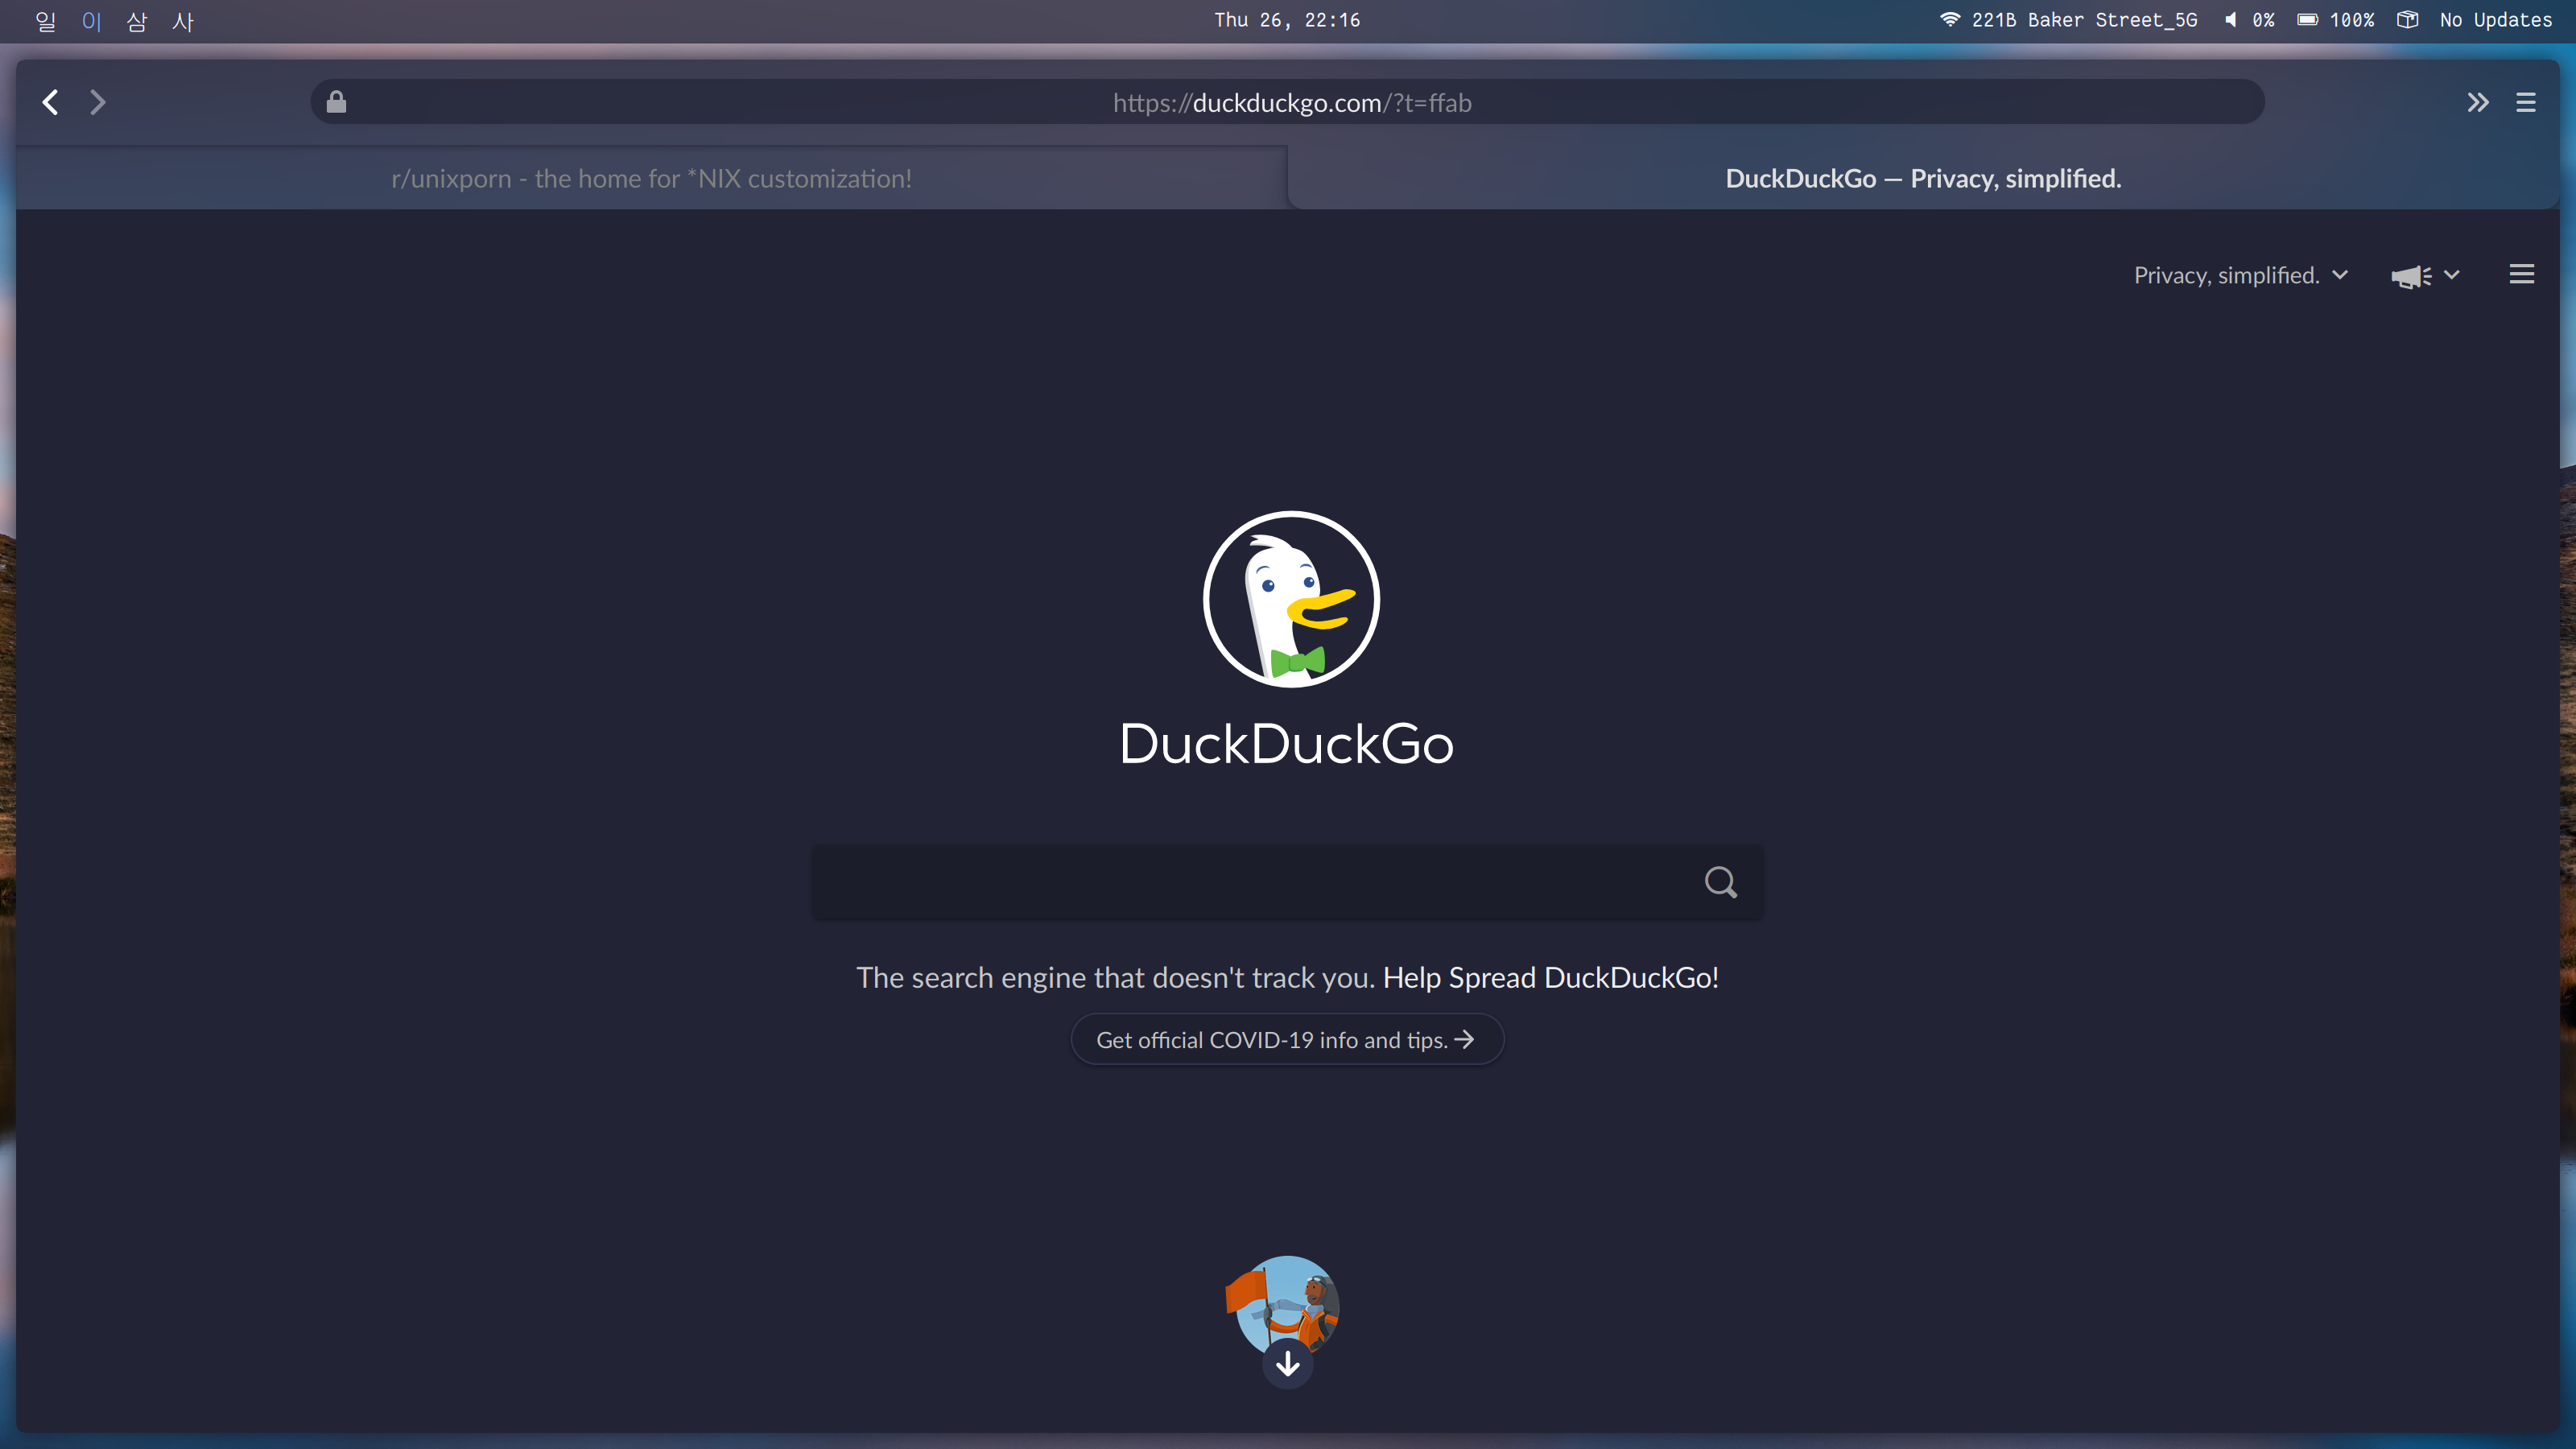 일 이 삼 사
Thu 26, 22:16
221B Baker Street_5G 0% 100% No Updates
https://duckduckgo.com/?t=ffab
r/unixporn - the home for *NIX customization!
DuckDuckGo — Privacy, simplified.
Privacy, simplified.
DuckDuckGo
The search engine that doesn't track you. Help Spread DuckDuckGo!
Get official COVID-19 info and tips.